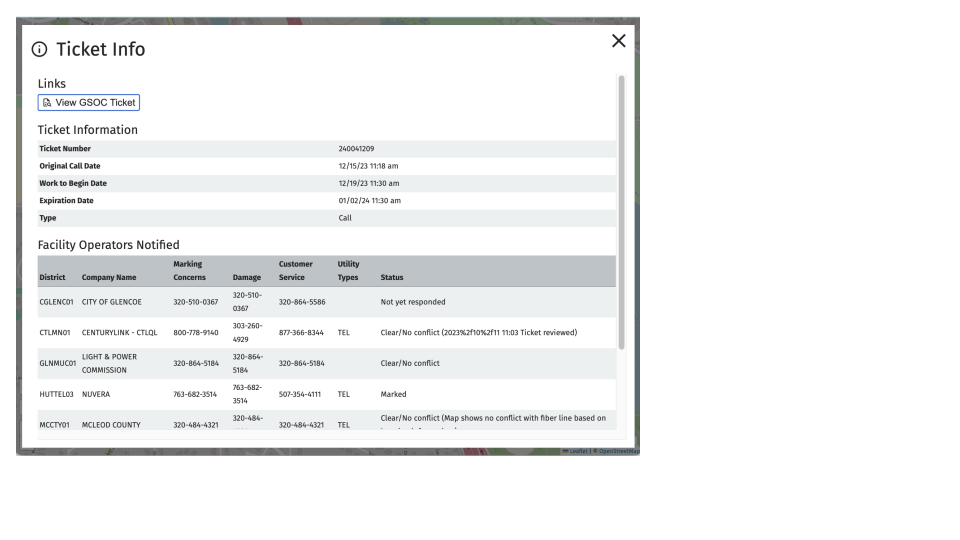 Ticket Info
Links
View GSOC Ticket
Ticket Information
Ticket Number 240041209
Original Call Date 12/15/23 11:18 am
Work to Begin Date 12/19/23 11:30 am
Expiration Date 01/02/24 11:30 am
Type Call
Facility Operators Notified
District Company Name Marking Concerns Damage Customer Service Utility Types Status
CGLENC01 CITY OF GLENCOE 320-510-0367 320-510-0367 320-864-5586 Not yet responded
CTLMN01 CENTURYLINK - CTLQL 800-778-9140 303-260-4929 877-366-8344 TEL Clear/No conflict (2023%2f10%2f11 11:03 Ticket reviewed)
GLNMUC01 LIGHT & POWER COMMISSION 320-864-5184 320-864-5184 320-864-5184 Clear/No conflict
HUTTEL03 NUVERA 763-682-3514 763-682-3514 507-354-4111 TEL Marked
MCCTY01 MCLEOD COUNTY 320-484-4321 320-484- 320-484-4321 TEL Clear/No conflict (Map shows no conflict with fiber line based on
Leaflet | © OpenStreetMap